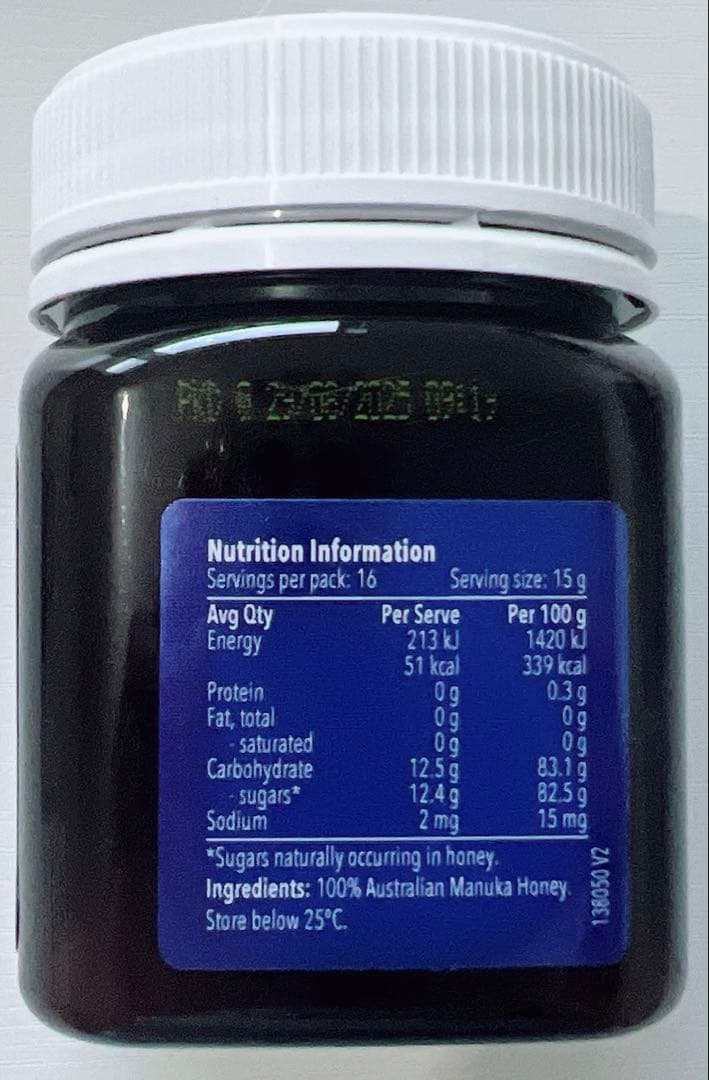 PKD @ 2025
Nutrition Information
Servings per pack: 16 Serving size: 15 g
Avg Qty Per Serve Per 100 g
Energy 213 kJ 1420 kJ
51 kcal 339 kcal
Protein 0 g 0.3 g
Fat, total 0 g 0 g
- saturated 0 g 0 g
Carbohydrate 12.5 g 83.1 g
- sugars* 12.4 g 82.5 g
Sodium 2 mg 15 mg
*Sugars naturally occurring in honey.
Ingredients: 100% Australian Manuka Honey.
Store below 25°C.
138050 V2